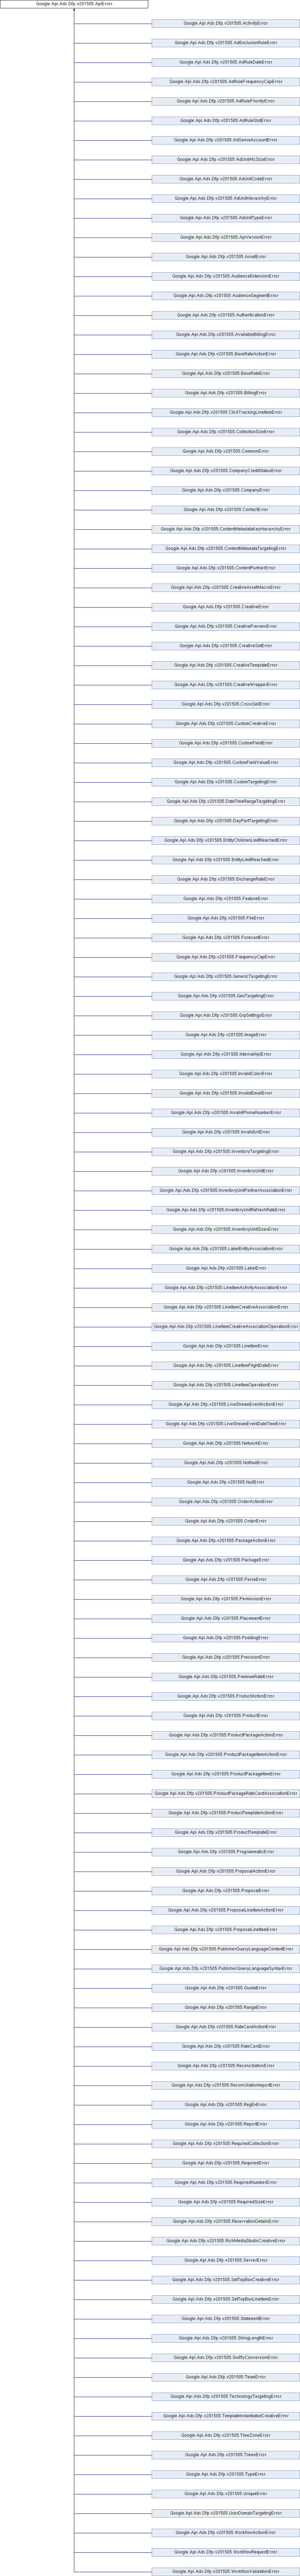 Google.Api.Ads.Dfp.v201505.ApiError
Google.Api.Ads.Dfp.v201505.ActivityError
Google.Api.Ads.Dfp.v201505.AdExclusionRuleError
Google.Api.Ads.Dfp.v201505.AdRuleDateError
Google.Api.Ads.Dfp.v201505.AdRuleFrequencyCapError
Google.Api.Ads.Dfp.v201505.AdRulePriorityError
Google.Api.Ads.Dfp.v201505.AdRuleSlotError
Google.Api.Ads.Dfp.v201505.AdSenseAccountError
Google.Api.Ads.Dfp.v201505.AdUnitAfcSizeError
Google.Api.Ads.Dfp.v201505.AdUnitCodeError
Google.Api.Ads.Dfp.v201505.AdUnitHierarchyError
Google.Api.Ads.Dfp.v201505.AdUnitTypeError
Google.Api.Ads.Dfp.v201505.ApiVersionError
Google.Api.Ads.Dfp.v201505.AssetError
Google.Api.Ads.Dfp.v201505.AudienceExtensionError
Google.Api.Ads.Dfp.v201505.AudienceSegmentError
Google.Api.Ads.Dfp.v201505.AuthenticationError
Google.Api.Ads.Dfp.v201505.AvailableBillingError
Google.Api.Ads.Dfp.v201505.BaseRateActionError
Google.Api.Ads.Dfp.v201505.BaseRateError
Google.Api.Ads.Dfp.v201505.BillingError
Google.Api.Ads.Dfp.v201505.ClickTrackingLineItemError
Google.Api.Ads.Dfp.v201505.CollectionSizeError
Google.Api.Ads.Dfp.v201505.CommonError
Google.Api.Ads.Dfp.v201505.CompanyCreditStatusError
Google.Api.Ads.Dfp.v201505.CompanyError
Google.Api.Ads.Dfp.v201505.ContactError
Google.Api.Ads.Dfp.v201505.ContentMetadataKeyHierarchyError
Google.Api.Ads.Dfp.v201505.ContentMetadataTargetingError
Google.Api.Ads.Dfp.v201505.ContentPartnerError
Google.Api.Ads.Dfp.v201505.CreativeAssetMacroError
Google.Api.Ads.Dfp.v201505.CreativeError
Google.Api.Ads.Dfp.v201505.CreativePreviewError
Google.Api.Ads.Dfp.v201505.CreativeSetError
Google.Api.Ads.Dfp.v201505.CreativeTemplateError
Google.Api.Ads.Dfp.v201505.CreativeWrapperError
Google.Api.Ads.Dfp.v201505.CrossSellError
Google.Api.Ads.Dfp.v201505.CustomCreativeError
Google.Api.Ads.Dfp.v201505.CustomFieldError
Google.Api.Ads.Dfp.v201505.CustomFieldValueError
Google.Api.Ads.Dfp.v201505.CustomTargetingError
Google.Api.Ads.Dfp.v201505.DateTimeRangeTargetingError
Google.Api.Ads.Dfp.v201505.DayPartTargetingError
Google.Api.Ads.Dfp.v201505.EntityChildrenLimitReachedError
Google.Api.Ads.Dfp.v201505.EntityLimitReachedError
Google.Api.Ads.Dfp.v201505.ExchangeRateError
Google.Api.Ads.Dfp.v201505.FeatureError
Google.Api.Ads.Dfp.v201505.FileError
Google.Api.Ads.Dfp.v201505.ForecastError
Google.Api.Ads.Dfp.v201505.FrequencyCapError
Google.Api.Ads.Dfp.v201505.GenericTargetingError
Google.Api.Ads.Dfp.v201505.GeoTargetingError
Google.Api.Ads.Dfp.v201505.GrpSettingsError
Google.Api.Ads.Dfp.v201505.ImageError
Google.Api.Ads.Dfp.v201505.InternalApiError
Google.Api.Ads.Dfp.v201505.InvalidColorError
Google.Api.Ads.Dfp.v201505.InvalidEmailError
Google.Api.Ads.Dfp.v201505.InvalidPhoneNumberError
Google.Api.Ads.Dfp.v201505.InvalidUrlError
Google.Api.Ads.Dfp.v201505.InventoryTargetingError
Google.Api.Ads.Dfp.v201505.InventoryUnitError
Google.Api.Ads.Dfp.v201505.InventoryUnitPartnerAssociationError
Google.Api.Ads.Dfp.v201505.InventoryUnitRefreshRateError
Google.Api.Ads.Dfp.v201505.InventoryUnitSizesError
Google.Api.Ads.Dfp.v201505.LabelEntityAssociationError
Google.Api.Ads.Dfp.v201505.LabelError
Google.Api.Ads.Dfp.v201505.LineItemActivityAssociationError
Google.Api.Ads.Dfp.v201505.LineItemCreativeAssociationError
Google.Api.Ads.Dfp.v201505.LineItemCreativeAssociationOperationError
Google.Api.Ads.Dfp.v201505.LineItemError
Google.Api.Ads.Dfp.v201505.LineItemFlightDateError
Google.Api.Ads.Dfp.v201505.LineItemOperationError
Google.Api.Ads.Dfp.v201505.LiveStreamEventActionError
Google.Api.Ads.Dfp.v201505.LiveStreamEventDateTimeError
Google.Api.Ads.Dfp.v201505.NetworkError
Google.Api.Ads.Dfp.v201505.NotNullError
Google.Api.Ads.Dfp.v201505.NullError
Google.Api.Ads.Dfp.v201505.OrderActionError
Google.Api.Ads.Dfp.v201505.OrderError
Google.Api.Ads.Dfp.v201505.PackageActionError
Google.Api.Ads.Dfp.v201505.PackageError
Google.Api.Ads.Dfp.v201505.ParseError
Google.Api.Ads.Dfp.v201505.PermissionError
Google.Api.Ads.Dfp.v201505.PlacementError
Google.Api.Ads.Dfp.v201505.PoddingError
Google.Api.Ads.Dfp.v201505.PrecisionError
Google.Api.Ads.Dfp.v201505.PremiumRateError
Google.Api.Ads.Dfp.v201505.ProductActionError
Google.Api.Ads.Dfp.v201505.ProductError
Google.Api.Ads.Dfp.v201505.ProductPackageActionError
Google.Api.Ads.Dfp.v201505.ProductPackageItemActionError
Google.Api.Ads.Dfp.v201505.ProductPackageItemError
Google.Api.Ads.Dfp.v201505.ProductPackageRateCardAssociationError
Google.Api.Ads.Dfp.v201505.ProductTemplateActionError
Google.Api.Ads.Dfp.v201505.ProductTemplateError
Google.Api.Ads.Dfp.v201505.ProgrammaticError
Google.Api.Ads.Dfp.v201505.ProposalActionError
Google.Api.Ads.Dfp.v201505.ProposalError
Google.Api.Ads.Dfp.v201505.ProposalLineItemActionError
Google.Api.Ads.Dfp.v201505.ProposalLineItemError
Google.Api.Ads.Dfp.v201505.PublisherQueryLanguageContextError
Google.Api.Ads.Dfp.v201505.PublisherQueryLanguageSyntaxError
Google.Api.Ads.Dfp.v201505.QuotaError
Google.Api.Ads.Dfp.v201505.RangeError
Google.Api.Ads.Dfp.v201505.RateCardActionError
Google.Api.Ads.Dfp.v201505.RateCardError
Google.Api.Ads.Dfp.v201505.ReconciliationError
Google.Api.Ads.Dfp.v201505.ReconciliationImportError
Google.Api.Ads.Dfp.v201505.RegExError
Google.Api.Ads.Dfp.v201505.ReportError
Google.Api.Ads.Dfp.v201505.RequiredCollectionError
Google.Api.Ads.Dfp.v201505.RequiredError
Google.Api.Ads.Dfp.v201505.RequiredNumberError
Google.Api.Ads.Dfp.v201505.RequiredSizeError
Google.Api.Ads.Dfp.v201505.ReservationDetailsError
Google.Api.Ads.Dfp.v201505.RichMediaStudioCreativeError
Google.Api.Ads.Dfp.v201505.ServerError
Google.Api.Ads.Dfp.v201505.SetTopBoxCreativeError
Google.Api.Ads.Dfp.v201505.SetTopBoxLineItemError
Google.Api.Ads.Dfp.v201505.StatementError
Google.Api.Ads.Dfp.v201505.StringLengthError
Google.Api.Ads.Dfp.v201505.SwiffyConversionError
Google.Api.Ads.Dfp.v201505.TeamError
Google.Api.Ads.Dfp.v201505.TechnologyTargetingError
Google.Api.Ads.Dfp.v201505.TemplateInstantiatedCreativeError
Google.Api.Ads.Dfp.v201505.TimeZoneError
Google.Api.Ads.Dfp.v201505.TokenError
Google.Api.Ads.Dfp.v201505.TypeError
Google.Api.Ads.Dfp.v201505.UniqueError
Google.Api.Ads.Dfp.v201505.UserDomainTargetingError
Google.Api.Ads.Dfp.v201505.WorkflowActionError
Google.Api.Ads.Dfp.v201505.WorkflowRequestError
Google.Api.Ads.Dfp.v201505.WorkflowValidationError